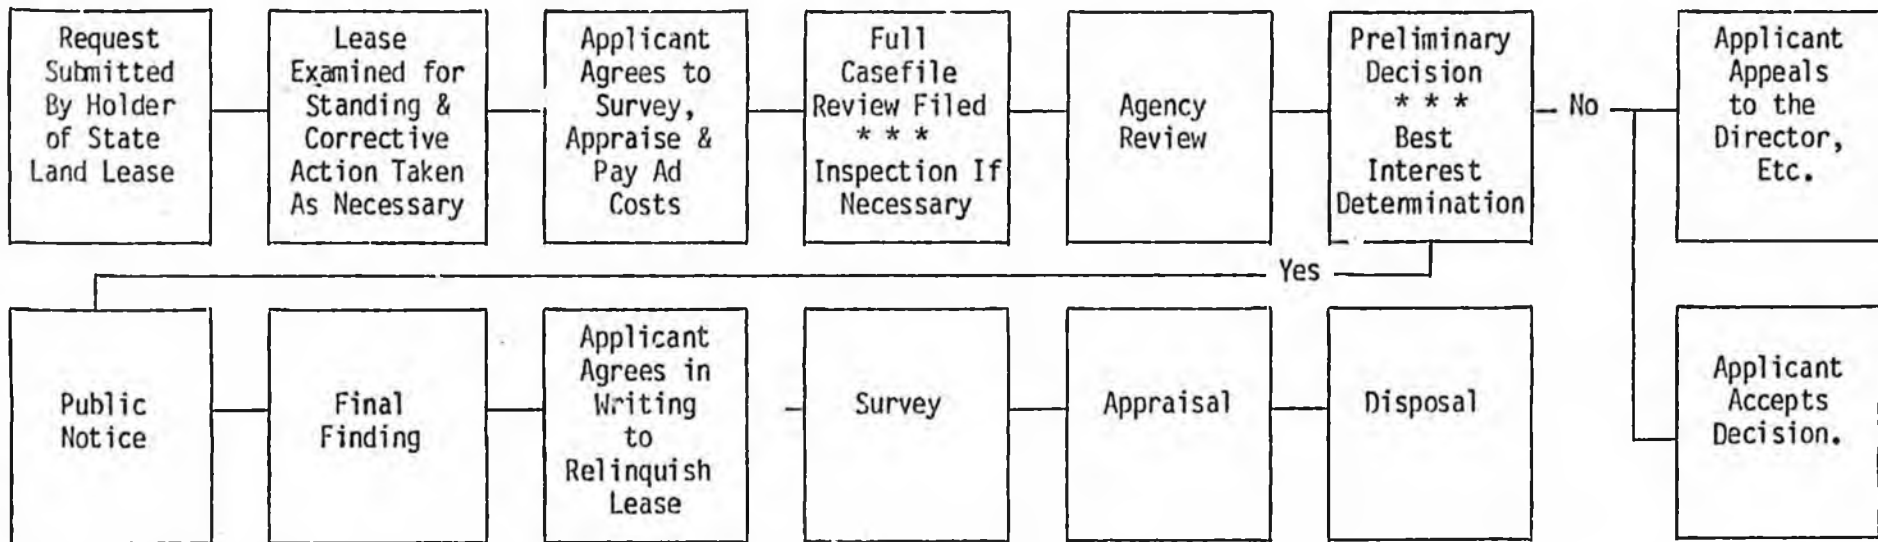 Request
Submitted
By Holder
of State
Land Lease
Lease
Examined for
Standing &
Corrective
Action Taken
As Necessary
Applicant
Agrees to
Survey,
Appraise &
Pay Ad
Costs
Full
Casefile
Review Filed
* * *
Inspection If
Necessary
Agency
Review
Preliminary
Decision
* * *
Best
Interest
Determination
No
Applicant
Appeals
to the
Director,
Etc.
Yes
Public
Notice
Final
Finding
Applicant
Agrees in
Writing
to
Relinquish
Lease
Survey
Appraisal
Disposal
Applicant
Accepts
Decision.